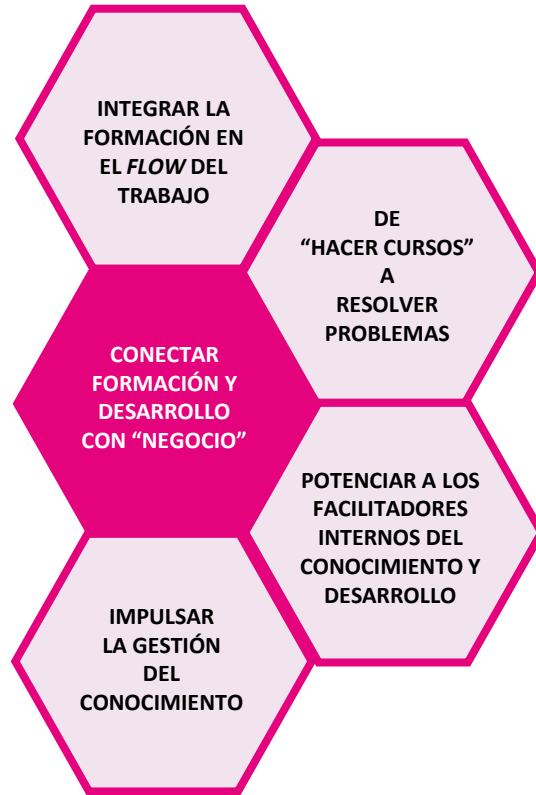 INTEGRAR LA
FORMACIÓN EN
EL FLOW DEL
TRABAJO
DE
“HACER CURSOS”
A
RESOLVER
PROBLEMAS
CONECTAR
FORMACIÓN Y
DESARROLLO
CON “NEGOCIO”
POTENCIAR A LOS
FACILITADORES
INTERNOS DEL
CONOCIMIENTO Y
DESARROLLO
IMPULSAR
LA GESTIÓN
DEL
CONOCIMIENTO